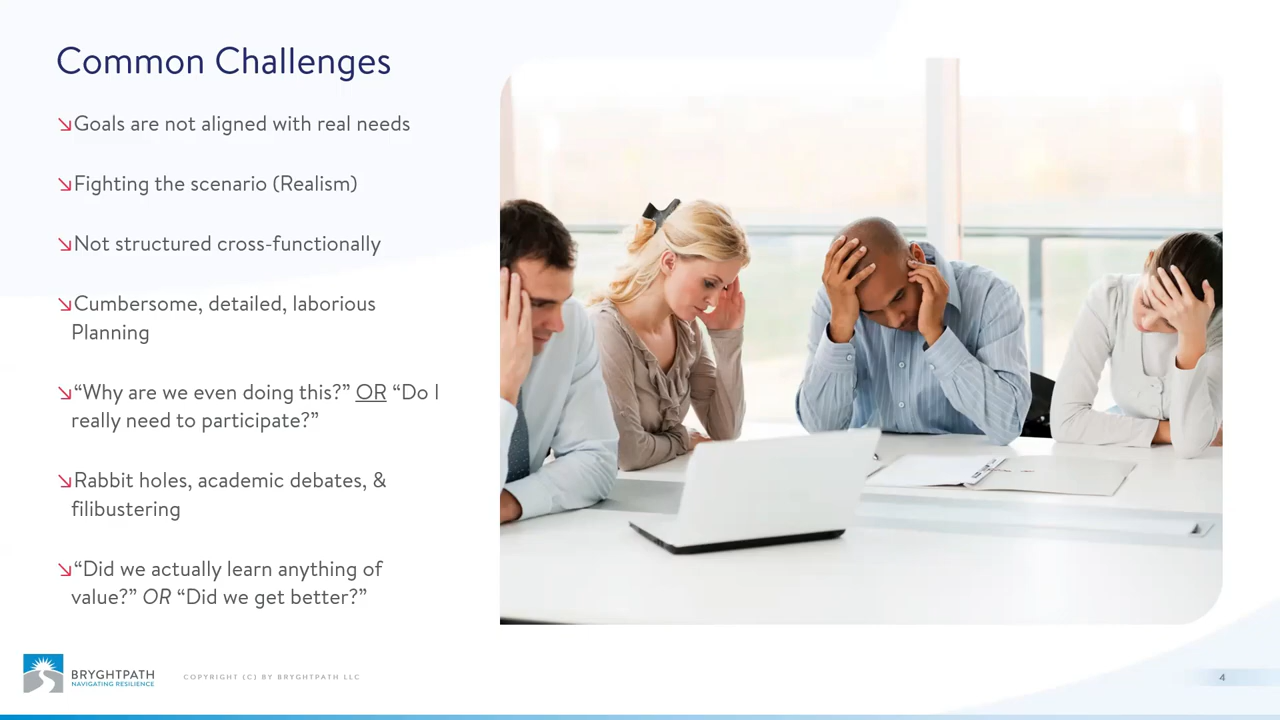 Common Challenges
Goals are not aligned with real needs
Fighting the scenario (Realism)
Not structured cross-functionally
Cumbersome, detailed, laborious
Planning
“Why are we even doing this?” OR “Do I
really need to participate?”
Rabbit holes, academic debates, &
filibustering
“Did we actually learn anything of
value?” OR “Did we get better?”
BRYGHTPATH
NAVIGATING RESILIENCE
COPYRIGHT (C) BY BRYGHTPATH LLC
4